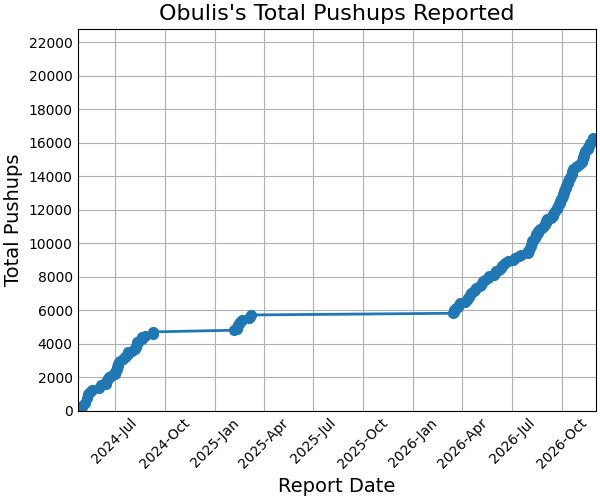 Obulis's Total Pushups Reported
Total Pushups
22000
20000
18000
16000
14000
12000
10000
8000
6000
4000
2000
0
2024-Jul
2024-Oct
2025-Jan
2025-Apr
2025-Jul
2025-Oct
2026-Jan
2026-Apr
2026-Jul
2026-Oct
Report Date